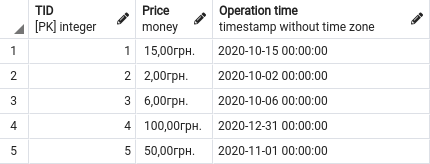 TID Price Operation time
[PK] integer money timestamp without time zone
1 1 15,00грн. 2020-10-15 00:00:00
2 2 2,00грн. 2020-10-02 00:00:00
3 3 6,00грн. 2020-10-06 00:00:00
4 4 100,00грн. 2020-12-31 00:00:00
5 5 50,00грн. 2020-11-01 00:00:00